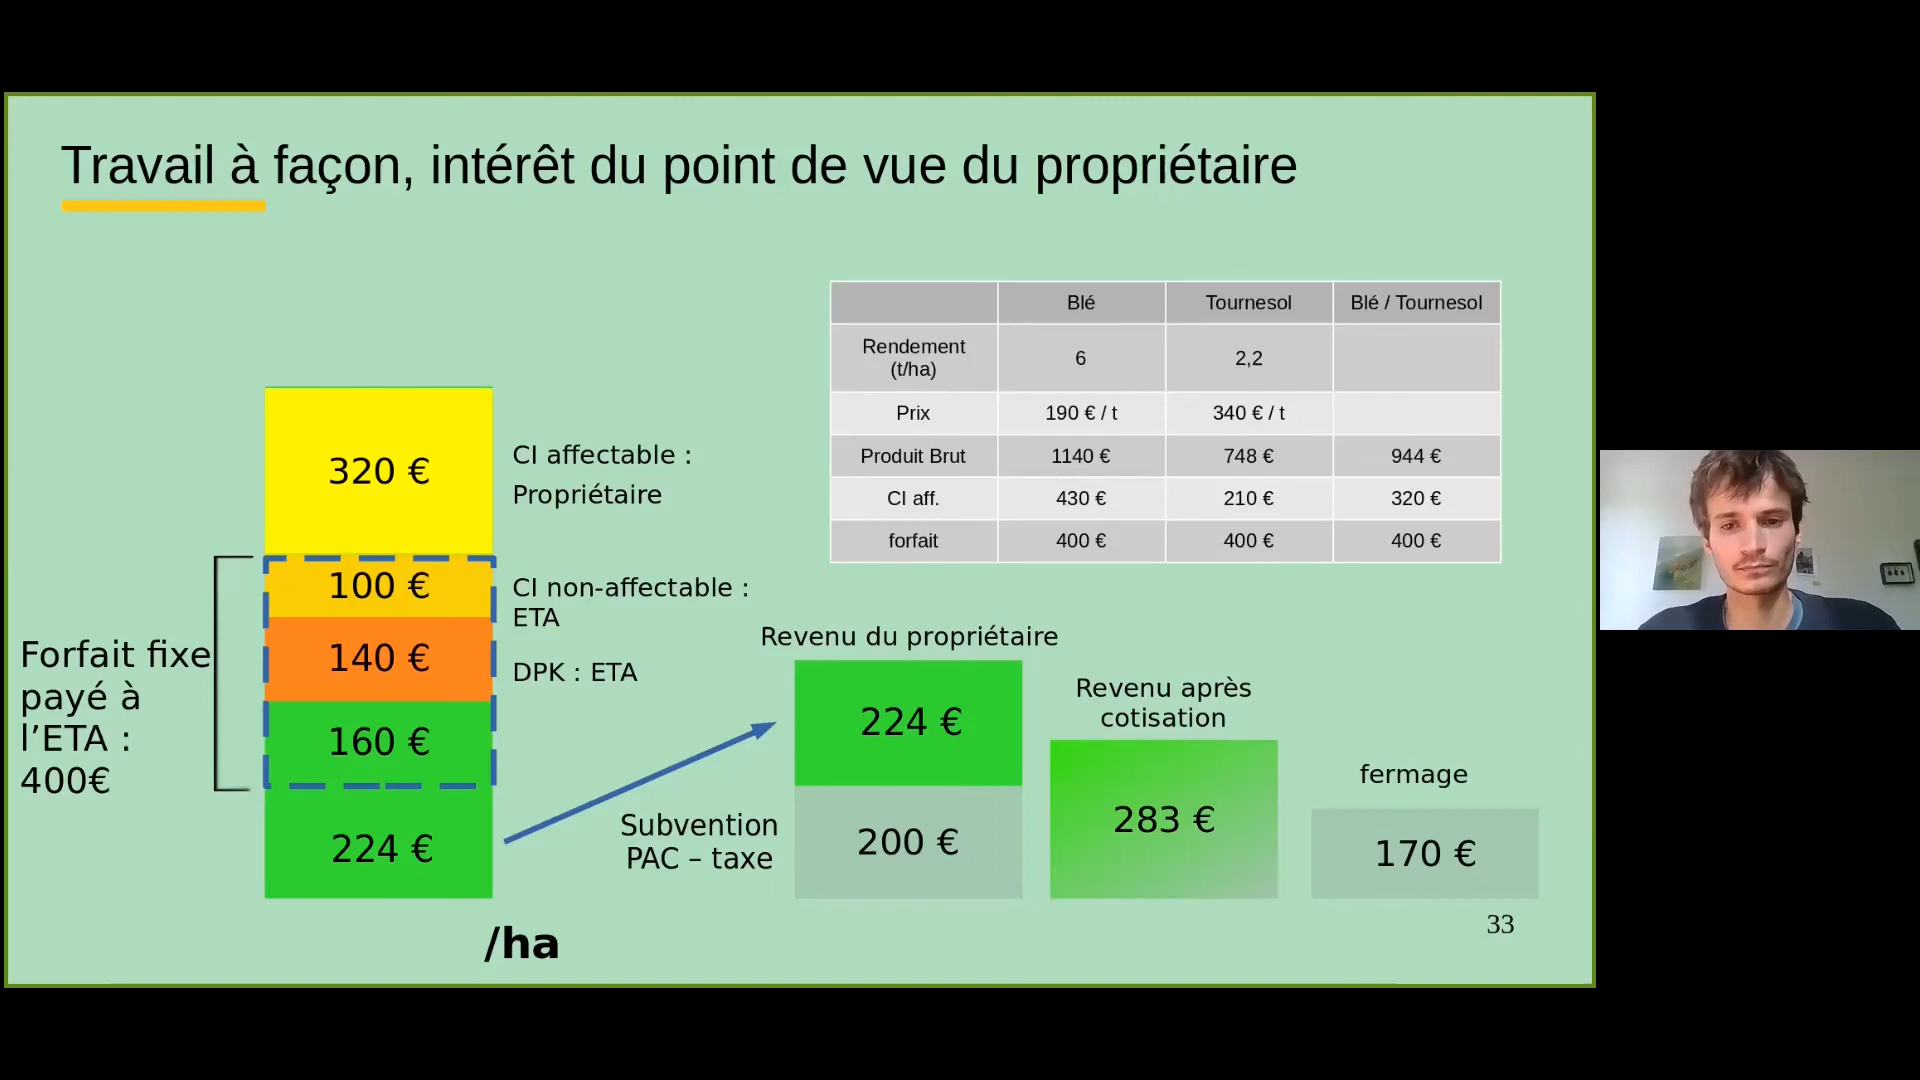 Travail à façon, intérêt du point de vue du propriétaire
Blé Tournesol Blé / Tournesol
Rendement
(t/ha) 6 2,2
Prix 190 € / t 340 € / t
Produit Brut 1140 € 748 € 944 €
CI aff. 430 € 210 € 320 €
forfait 400 € 400 € 400 €
320 €
CI affectable :
Propriétaire
100 €
CI non-affectable :
ETA
140 €
DPK : ETA
160 €
224 €
Forfait fixe
payé à
l’ETA :
400€
/ha
Revenu du propriétaire
224 €
Subvention
PAC – taxe
200 €
Revenu après
cotisation
283 €
fermage
170 €
33